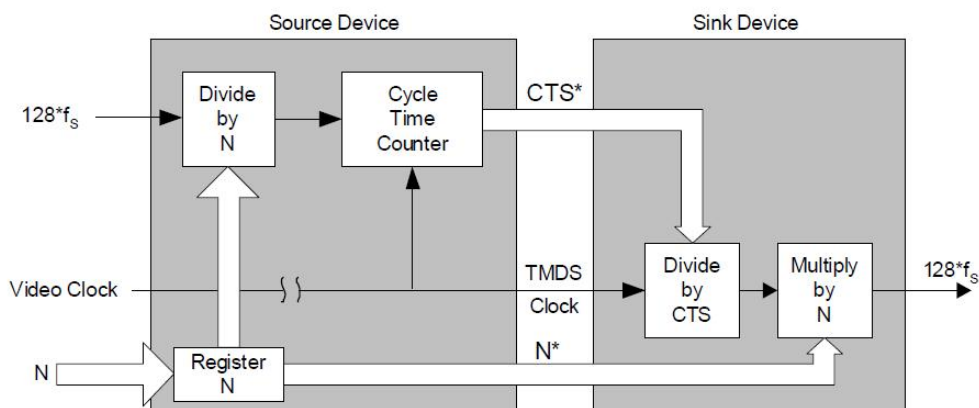 Source Device
Sink Device
128*fS
Divide
by
N
Cycle
Time
Counter
CTS*
Video Clock
TMDS
Clock
Divide
by
CTS
Multiply
by
N
128*fS
N
Register
N
N*